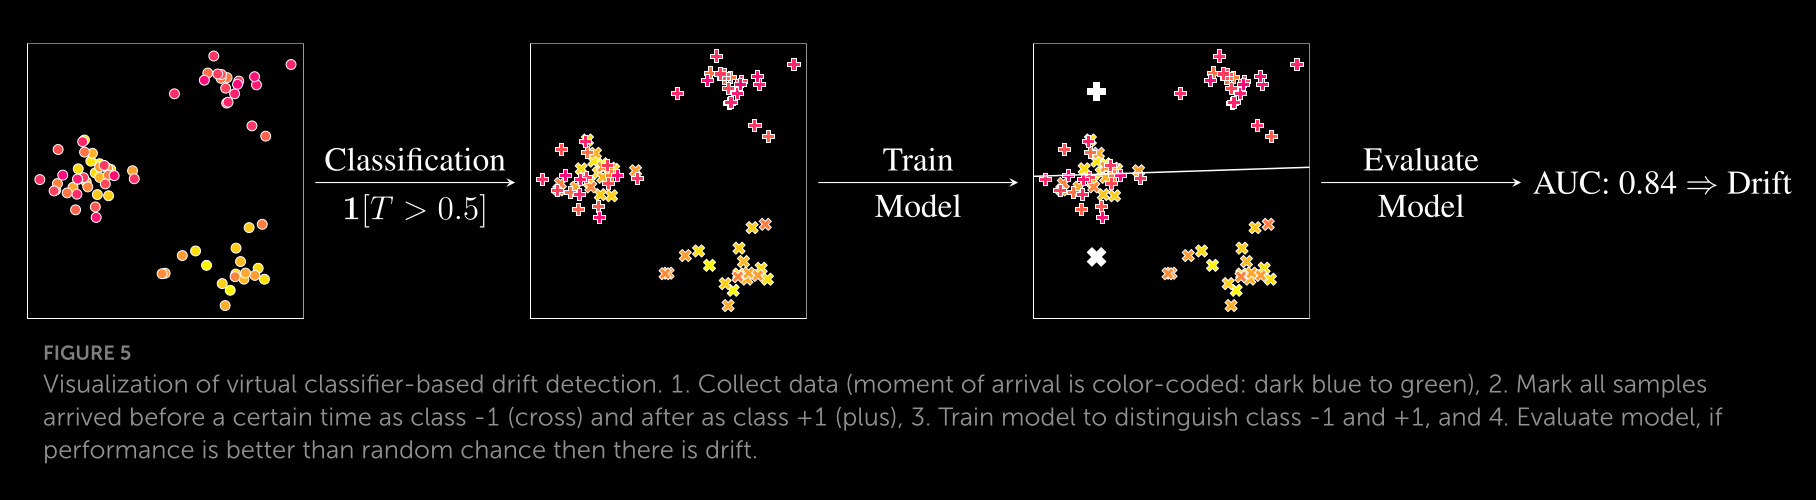 Classification
1[T > 0.5]
Train
Model
Evaluate
Model
AUC: 0.84 ⇒ Drift
FIGURE 5
Visualization of virtual classifier-based drift detection. 1. Collect data (moment of arrival is color-coded: dark blue to green), 2. Mark all samples
arrived before a certain time as class -1 (cross) and after as class +1 (plus), 3. Train model to distinguish class -1 and +1, and 4. Evaluate model, if
performance is better than random chance then there is drift.